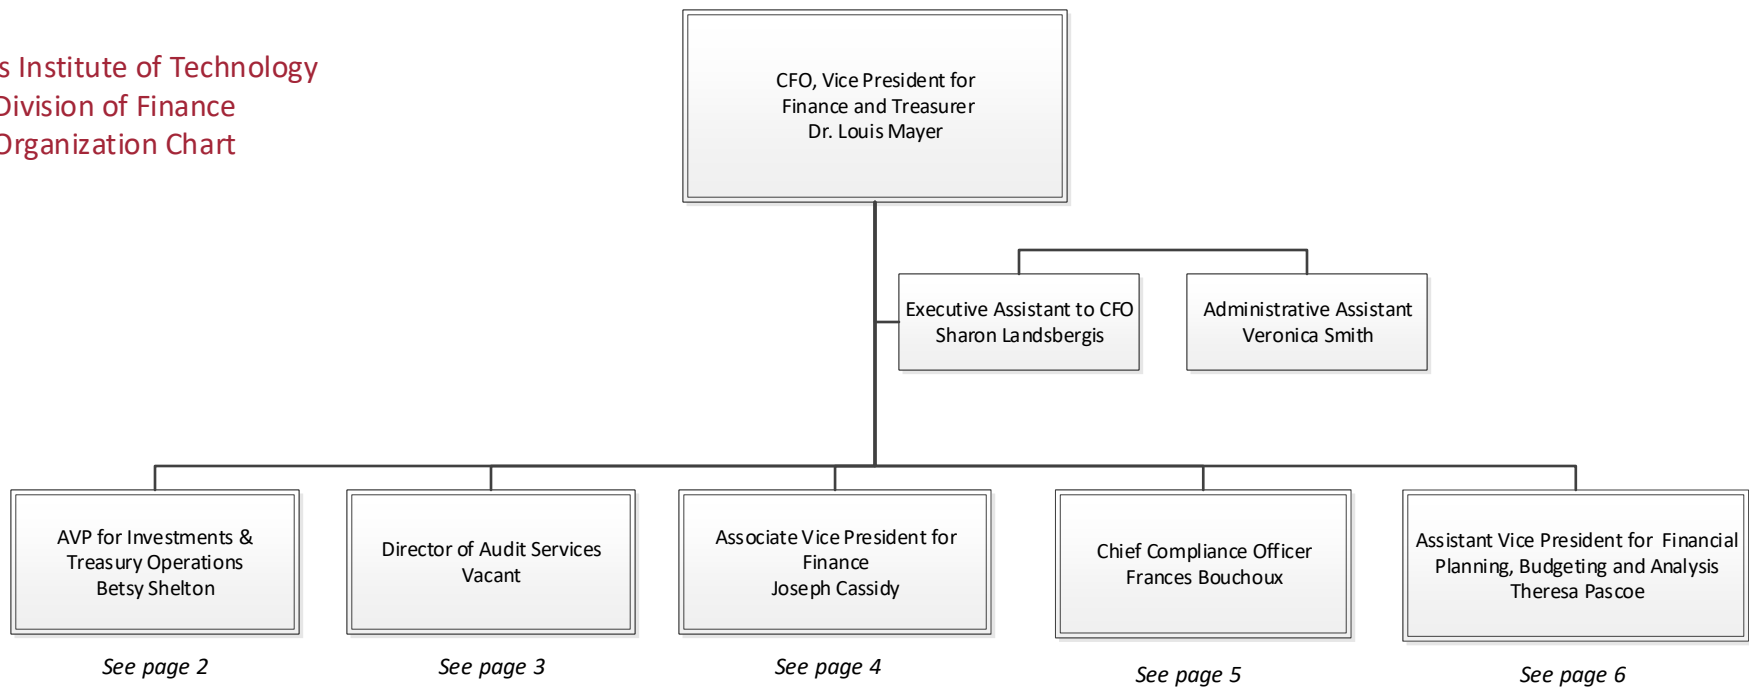 s Institute of Technology
Division of Finance
Organization Chart
CFO, Vice President for
Finance and Treasurer
Dr. Louis Mayer
Executive Assistant to CFO
Sharon Landsbergis
Administrative Assistant
Veronica Smith
AVP for Investments &
Treasury Operations
Betsy Shelton
See page 2
Director of Audit Services
Vacant
See page 3
Associate Vice President for
Finance
Joseph Cassidy
See page 4
Chief Compliance Officer
Frances Bouchoux
See page 5
Assistant Vice President for Financial
Planning, Budgeting and Analysis
Theresa Pascoe
See page 6